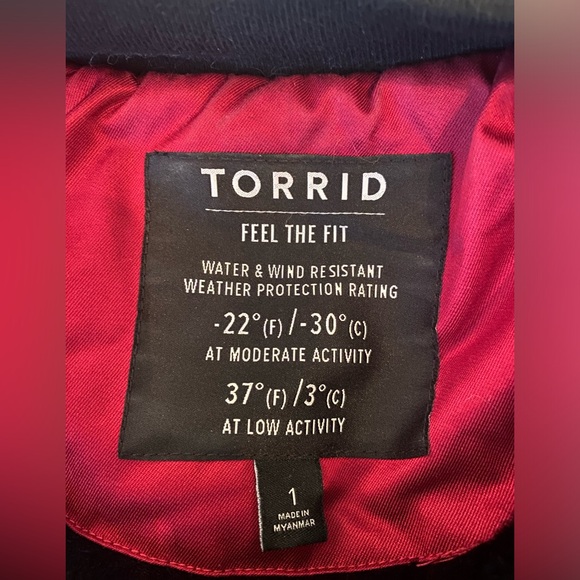 TORRID
FEEL THE FIT
WATER & WIND RESISTANT
WEATHER PROTECTION RATING
-22°(F)/-30°(C)
AT MODERATE ACTIVITY
37°(F)/3°(C)
AT LOW ACTIVITY
1
MADE IN
MYANMAR